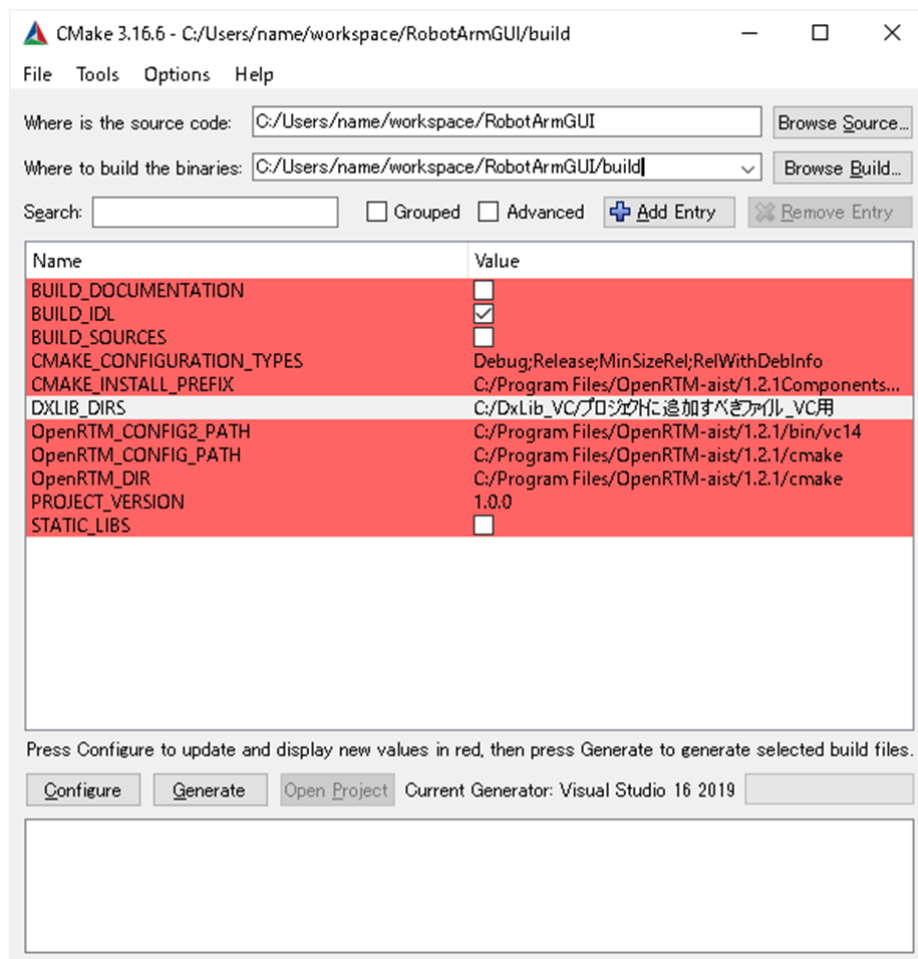 CMake 3.16.6 - C:/Users/name/workspace/RobotArmGUI/build
File Tools Options Help
Where is the source code: C:/Users/name/workspace/RobotArmGUI Browse Source...
Where to build the binaries: C:/Users/name/workspace/RobotArmGUI/build Browse Build...
Search: Grouped Advanced Add Entry Remove Entry
Name Value
BUILD_DOCUMENTATION
BUILD_IDL
BUILD_SOURCES
CMAKE_CONFIGURATION_TYPES Debug;Release;MinSizeRel;RelWithDebInfo
CMAKE_INSTALL_PREFIX C:/Program Files/OpenRTM-aist/1.2.1Components...
DXLIB_DIRS C:/DxLib_VC/プロジェクトに追加すべきファイル_VC用
OpenRTM_CONFIG2_PATH C:/Program Files/OpenRTM-aist/1.2.1/bin/vc14
OpenRTM_CONFIG_PATH C:/Program Files/OpenRTM-aist/1.2.1/cmake
OpenRTM_DIR C:/Program Files/OpenRTM-aist/1.2.1/cmake
PROJECT_VERSION 1.0.0
STATIC_LIBS
Press Configure to update and display new values in red, then press Generate to generate selected build files.
Configure Generate Open Project Current Generator: Visual Studio 16 2019